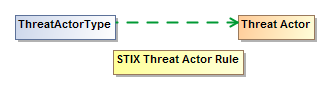 ThreatActorType
Threat Actor
STIX Threat Actor Rule